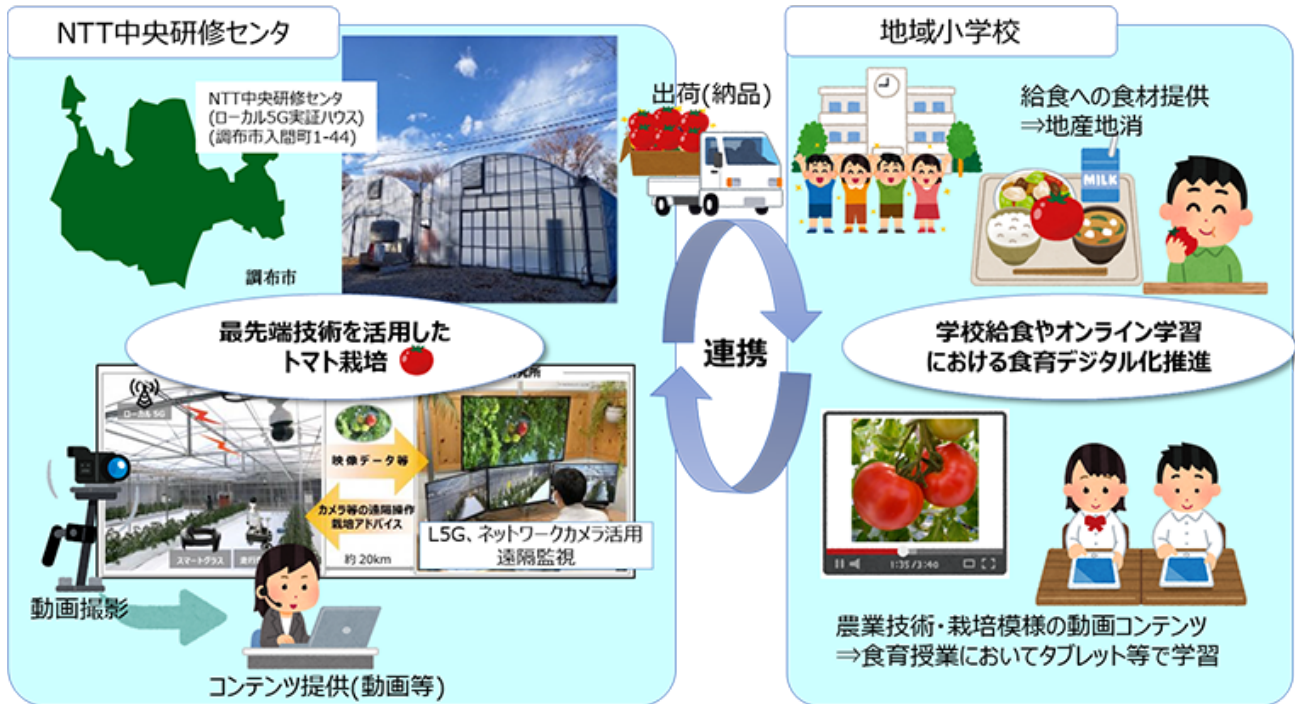 NTT中央研修センタ
NTT中央研修センタ
(ローカル5G実証ハウス)
(調布市入間町1-44)
調布市
最先端技術を活用した
トマト栽培
究所
ローカル5G
映像データ等
カメラ等の遠隔操作
栽培アドバイス
約20km
スマートグラス
走行
L5G、ネットワークカメラ活用
遠隔監視
動画撮影
コンテンツ提供(動画等)
出荷(納品)
連携
地域小学校
給食への食材提供
⇒地産地消
MILK
学校給食やオンライン学習
における食育デジタル化推進
1:35/3:40
農業技術・栽培模様の動画コンテンツ
⇒食育授業においてタブレット等で学習